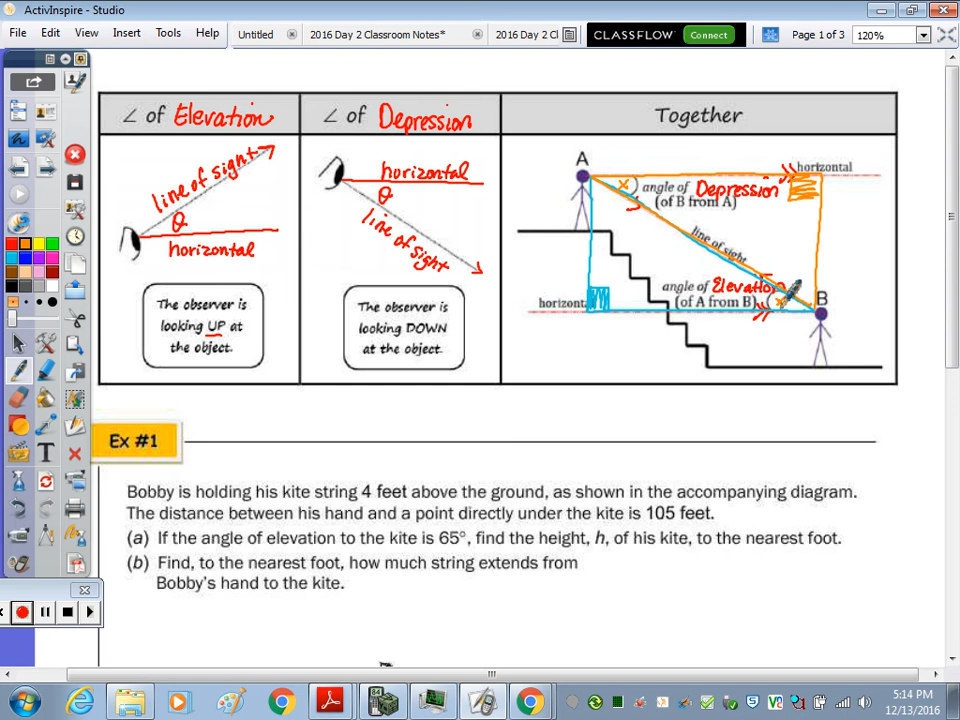 ActivInspire - Studio
File Edit View Insert Tools Help Untitled 2016 Day 2 Classroom Notes* 2016 Day 2 Cl CLASSFLOW Connect Page 1 of 3 120%
∠ of Elevation
line of sight
θ
horizontal
The observer is
looking UP at
the object.
∠ of Depression
horizontal
θ
line of sight
The observer is
looking DOWN
at the object.
Together
A
horizontal
x
angle of Depression
(of B from A)
line of sight
angle of Elevation
horizonta
(of A from B)
x
B
Ex #1
Bobby is holding his kite string 4 feet above the ground, as shown in the accompanying diagram.
The distance between his hand and a point directly under the kite is 105 feet.
(a) If the angle of elevation to the kite is 65°, find the height, h, of his kite, to the nearest foot.
(b) Find, to the nearest foot, how much string extends from
Bobby's hand to the kite.
5:14 PM
12/13/2016